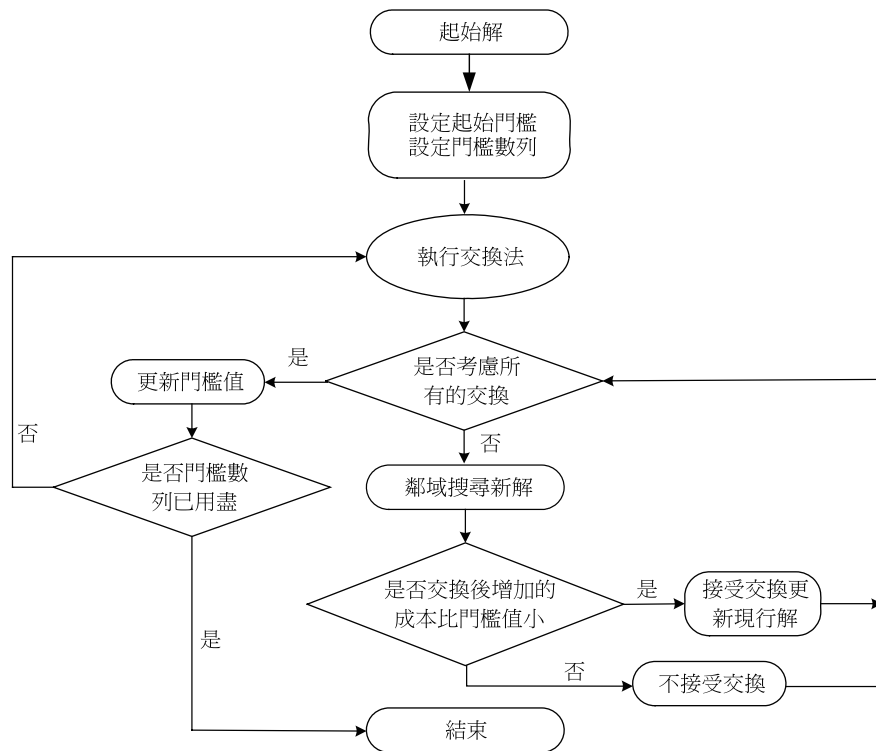 起始解
設定起始門檻
設定門檻數列
執行交換法
是否考慮所
有的交換
是
更新門檻值
否
是否門檻數
列已用盡
否
鄰域搜尋新解
是否交換後增加的
成本比門檻值小
是
接受交換更
新現行解
是
否
不接受交換
結束